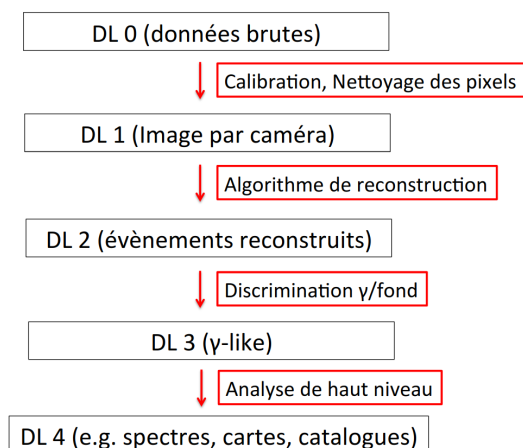 DL 0 (données brutes)
Calibration, Nettoyage des pixels
DL 1 (Image par caméra)
Algorithme de reconstruction
DL 2 (évènements reconstruits)
Discrimination γ/fond
DL 3 (γ-like)
Analyse de haut niveau
DL 4 (e.g. spectres, cartes, catalogues)